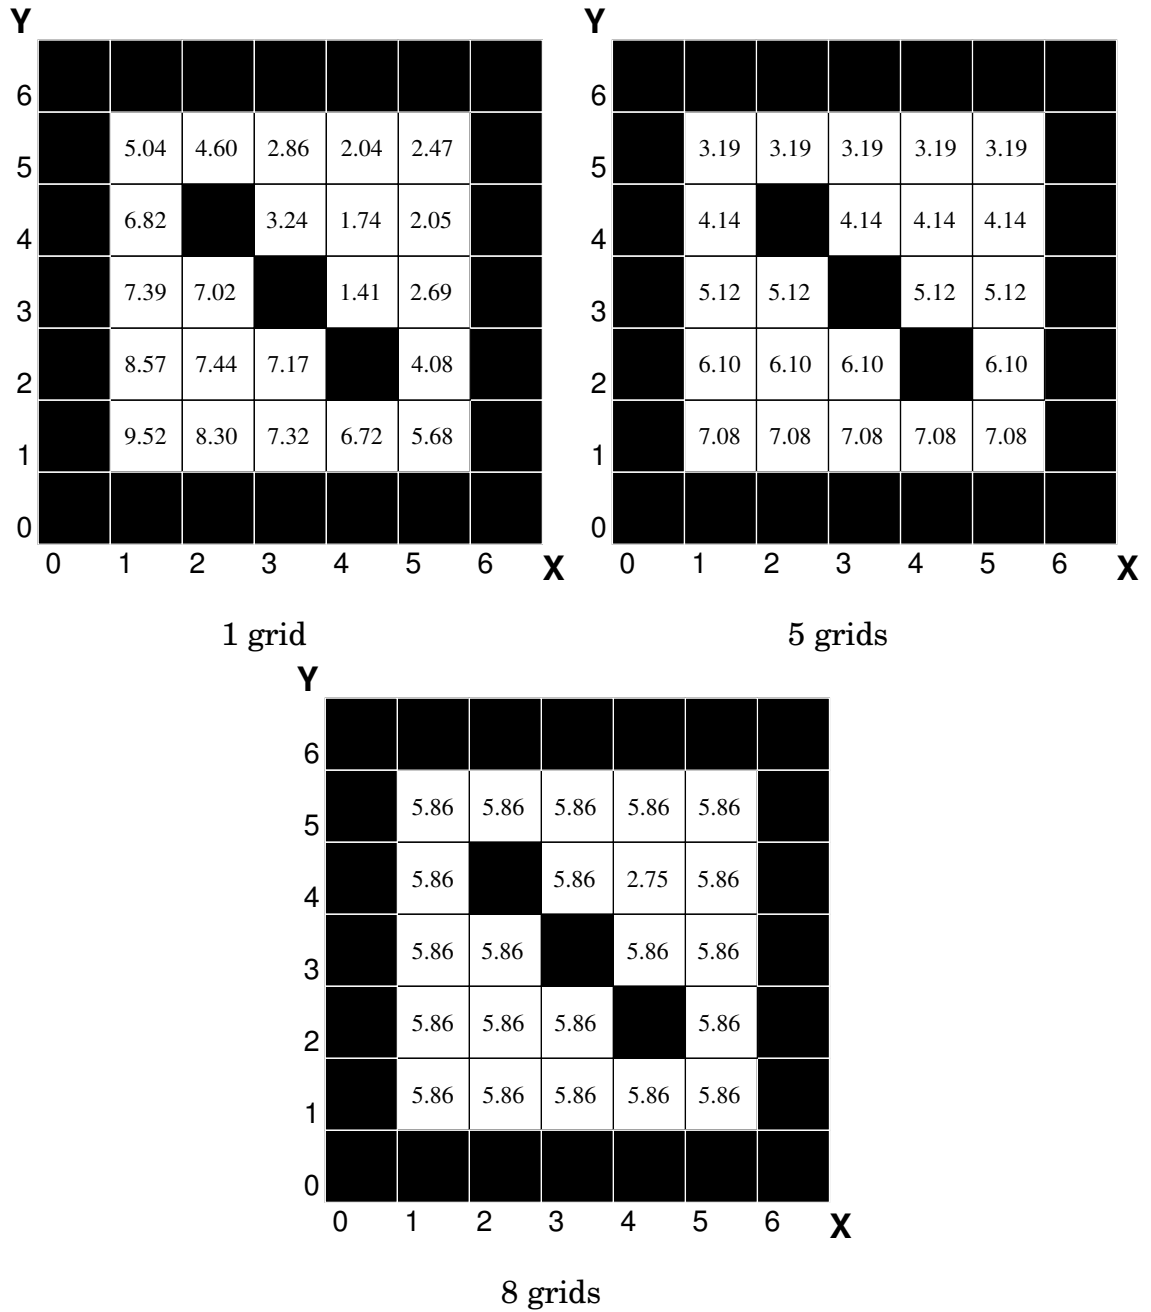 Y Y
6 6
5 5.04 4.60 2.86 2.04 2.47 5 3.19 3.19 3.19 3.19 3.19
4 6.82 3.24 1.74 2.05 4 4.14 4.14 4.14 4.14
3 7.39 7.02 1.41 2.69 3 5.12 5.12 5.12 5.12
2 8.57 7.44 7.17 4.08 2 6.10 6.10 6.10 6.10
1 9.52 8.30 7.32 6.72 5.68 1 7.08 7.08 7.08 7.08 7.08
0 0
0 1 2 3 4 5 6 X 0 1 2 3 4 5 6 X
1 grid 5 grids
Y
6
5 5.86 5.86 5.86 5.86 5.86
4 5.86 5.86 2.75 5.86
3 5.86 5.86 5.86 5.86
2 5.86 5.86 5.86 5.86
1 5.86 5.86 5.86 5.86 5.86
0
0 1 2 3 4 5 6 X
8 grids